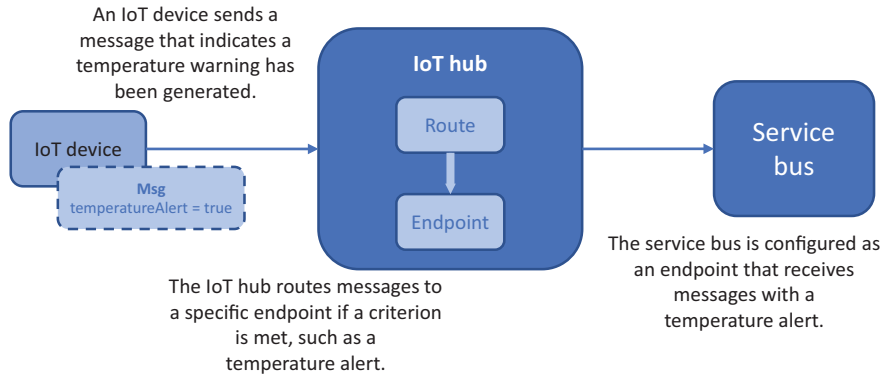 An IoT device sends a
message that indicates a
temperature warning has
been generated.
IoT device
Msg
temperatureAlert = true
IoT hub
Route
Endpoint
The IoT hub routes messages to
a specific endpoint if a criterion
is met, such as a
temperature alert.
Service
bus
The service bus is configured as
an endpoint that receives
messages with a
temperature alert.